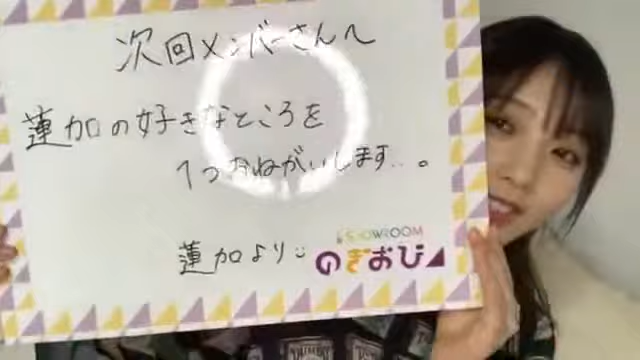 次回メンバーさんへ
蓮加の好きなところを
1つおねがいします...。
蓮加より
SHOWROOM
のぎおび